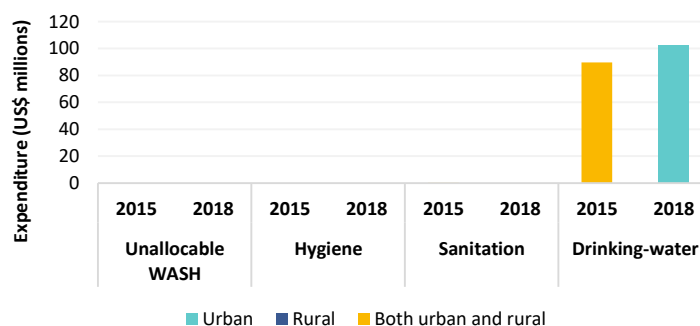 Expenditure (US$ millions)
120
100
80
60
40
20
0
2015 2018 2015 2018 2015 2018 2015 2018
Unallocable WASH Hygiene Sanitation Drinking-water
Urban Rural Both urban and rural